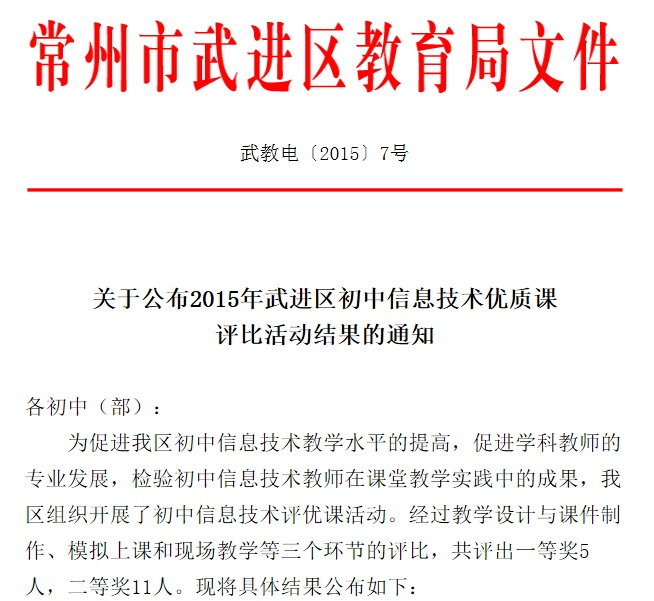 常州市武进区教育局文件
武教电〔2015〕7号
关于公布2015年武进区初中信息技术优质课
评比活动结果的通知
各初中（部）：
为促进我区初中信息技术教学水平的提高，促进学科教师的
专业发展，检验初中信息技术教师在课堂教学实践中的成果，我
区组织开展了初中信息技术评优课活动。经过教学设计与课件制
作、模拟上课和现场教学等三个环节的评比，共评出一等奖5
人，二等奖11人。现将具体结果公布如下：